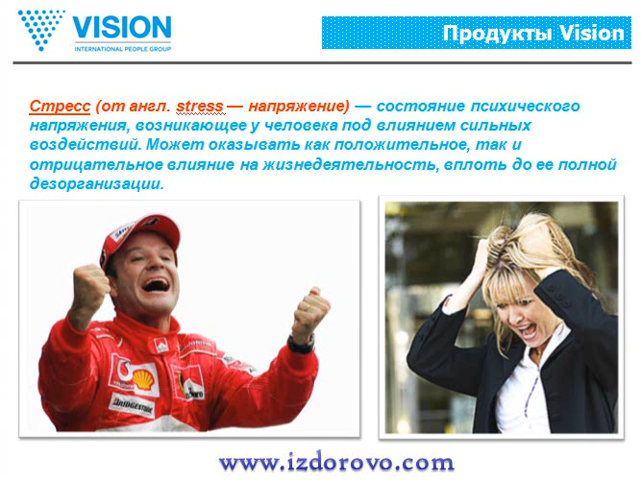 VISION
INTERNATIONAL PEOPLE GROUP
Продукты Vision
Стресс (от англ. stress — напряжение) — состояние психического
напряжения, возникающее у человека под влиянием сильных
воздействий. Может оказывать как положительное, так и
отрицательное влияние на жизнедеятельность, вплоть до ее полной
дезорганизации.
Shell
BRIDGESTONE
www.izdorovo.com